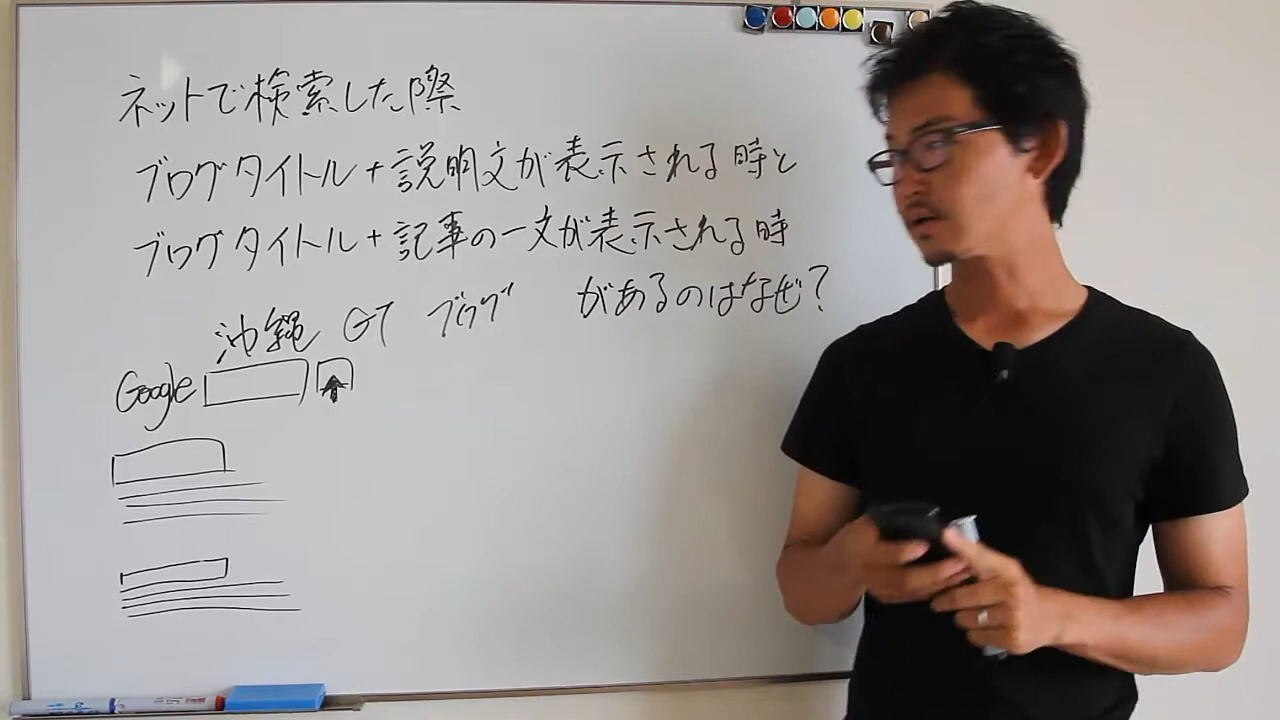 ネットで検索した際
ブログタイトル+説明文が表示される時と
ブログタイトル+記事の一文が表示される時
があるのはなぜ?
沖縄 GT ブログ
Google